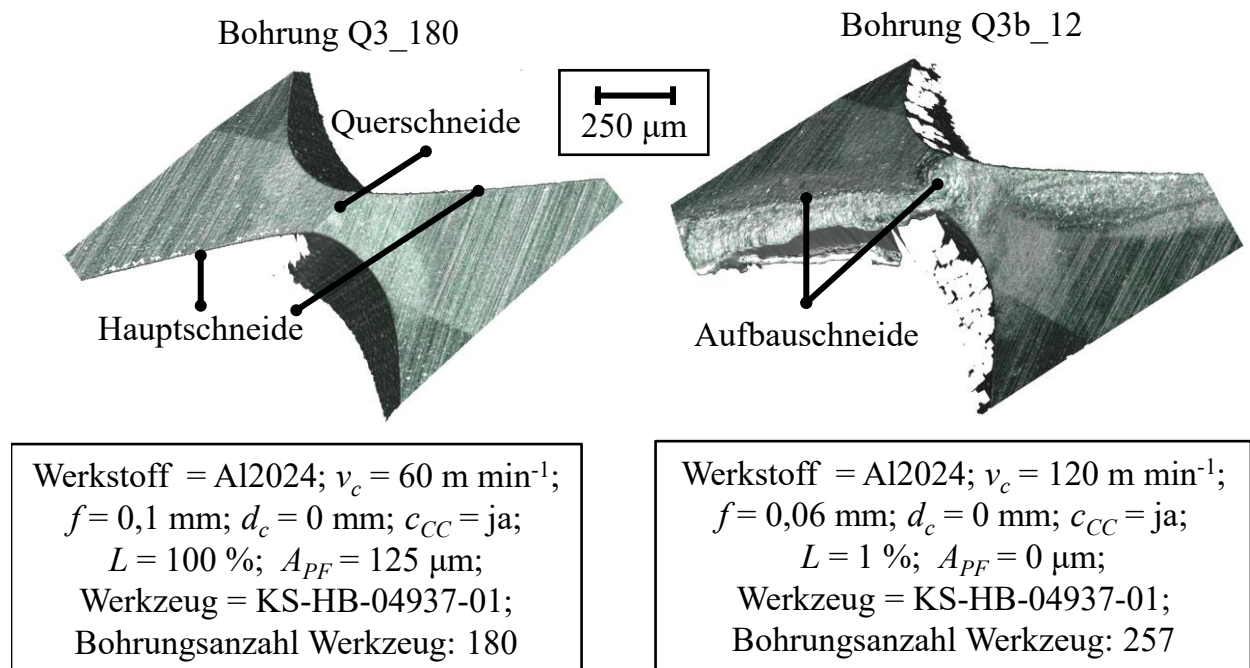 Bohrung Q3_180
Bohrung Q3b_12
Querschneide
250 µm
Hauptschneide
Aufbauschneide
Werkstoff = Al2024; v_c = 60 m min⁻¹;
f = 0,1 mm; d_c = 0 mm; c_CC = ja;
L = 100 %; A_PF = 125 µm;
Werkzeug = KS-HB-04937-01;
Bohrungsanzahl Werkzeug: 180
Werkstoff = Al2024; v_c = 120 m min⁻¹;
f = 0,06 mm; d_c = 0 mm; c_CC = ja;
L = 1 %; A_PF = 0 µm;
Werkzeug = KS-HB-04937-01;
Bohrungsanzahl Werkzeug: 257